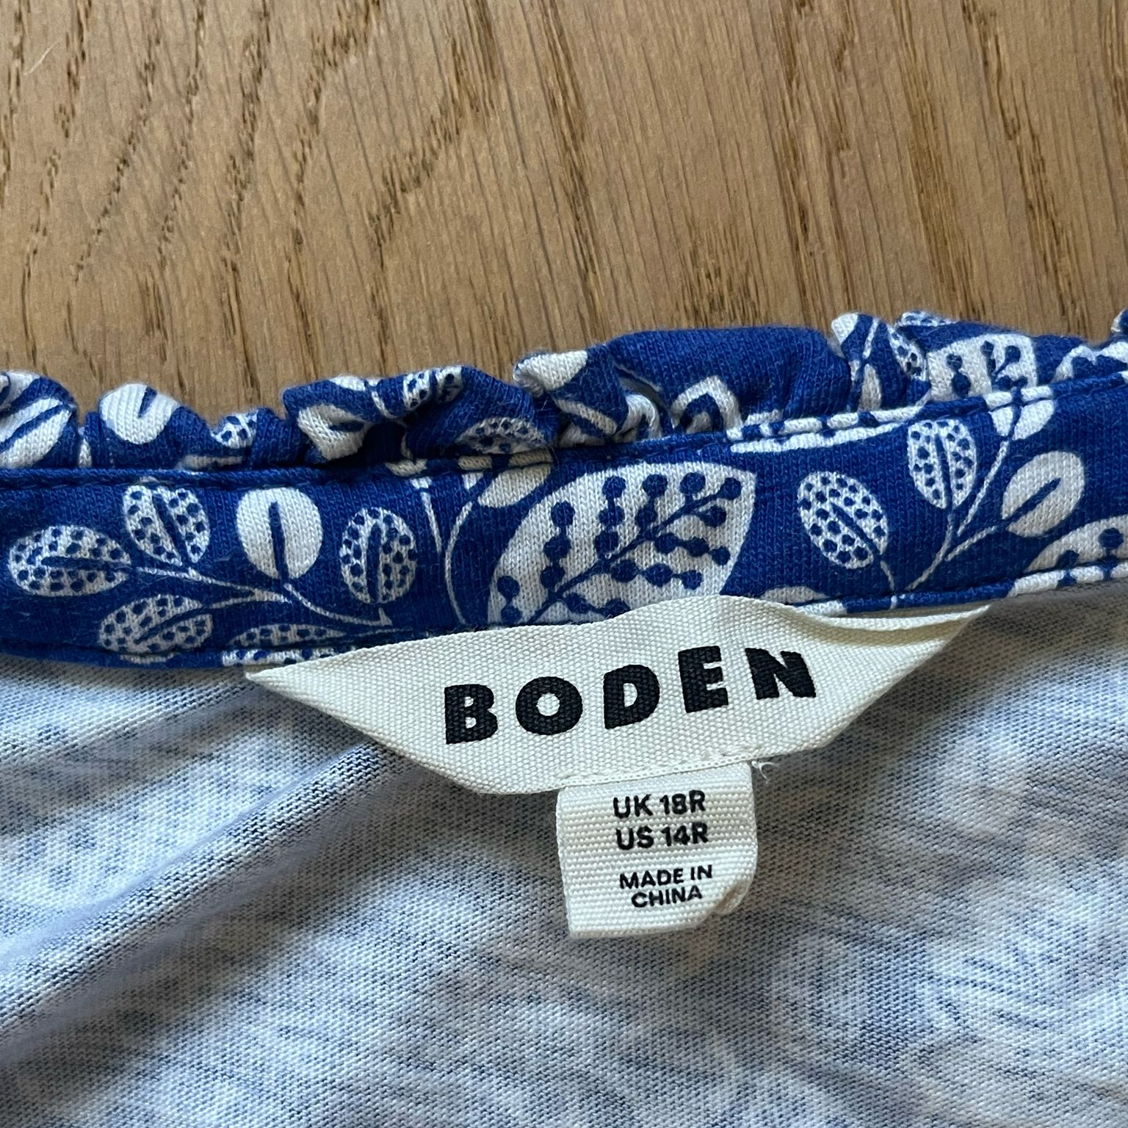 BODEN
UK 18R
US 14R
MADE IN
CHINA